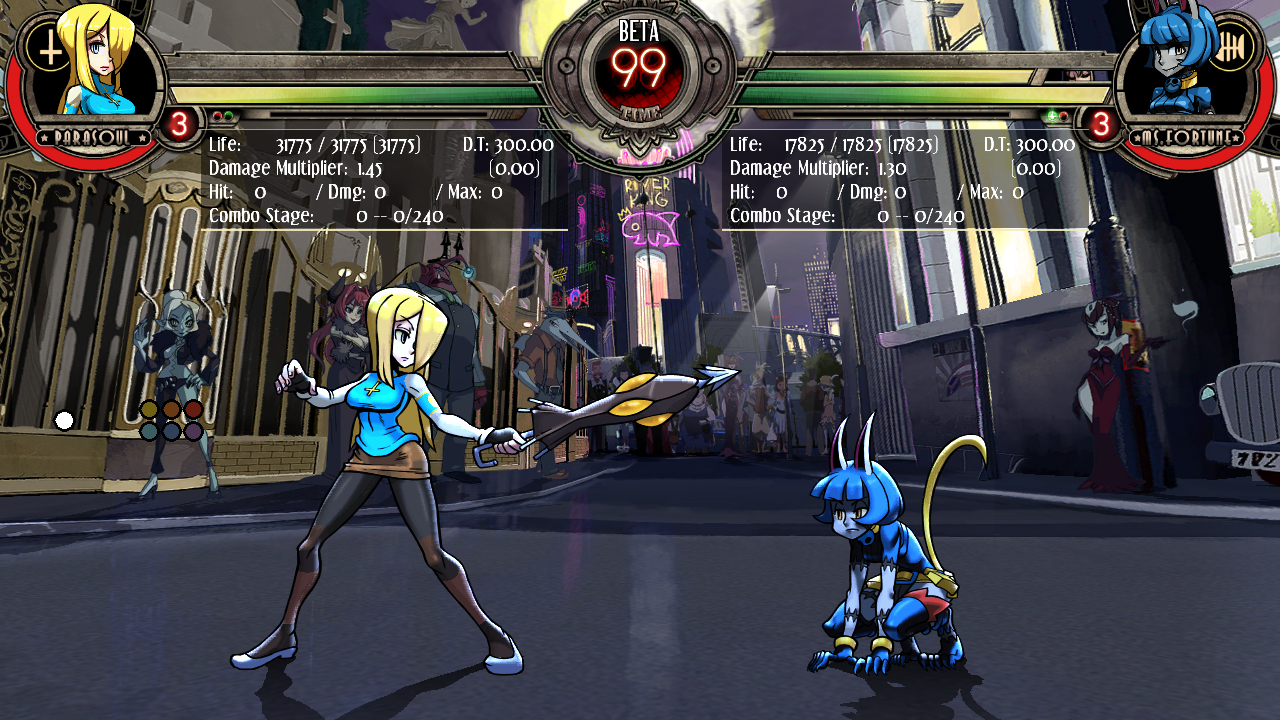 BETA
99
TIME
PARASOUL
3
3
MS. FORTUNE
Life: 31775 / 31775 (31775) D.T: 300.00
Damage Multiplier: 1.45 (0.00)
Hit: 0 / Dmg: 0 / Max: 0
Combo Stage: 0 -- 0/240
Life: 17825 / 17825 (17825) D.T: 300.00
Damage Multiplier: 1.30 (0.00)
Hit: 0 / Dmg: 0 / Max: 0
Combo Stage: 0 -- 0/240
RIVER
KING